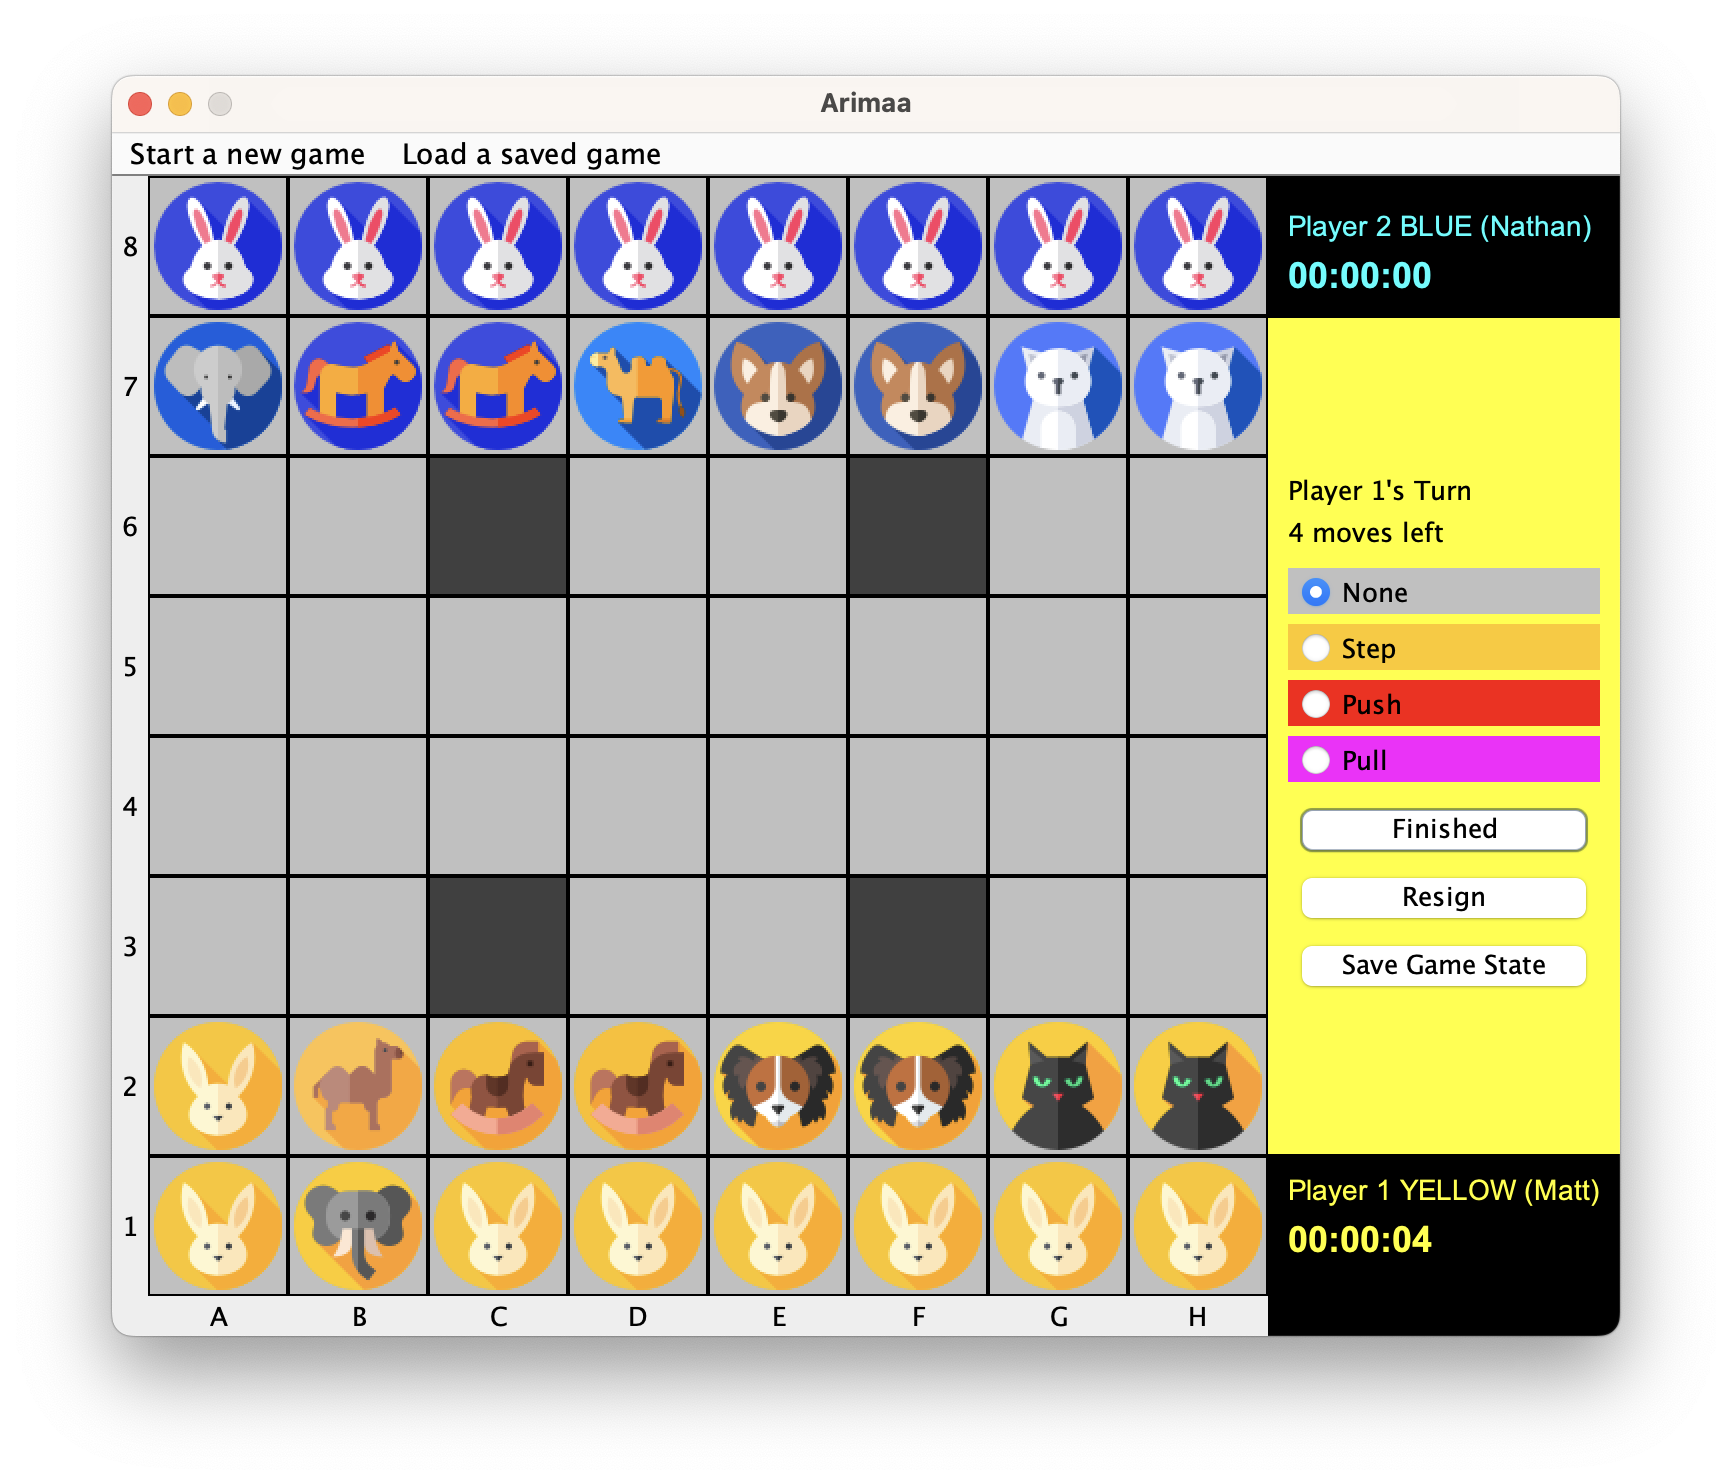 Arimaa
Start a new game Load a saved game
8
7
6
5
4
3
2
1
A B C D E F G H
Player 2 BLUE (Nathan)
00:00:00
Player 1's Turn
4 moves left
None
Step
Push
Pull
Finished
Resign
Save Game State
Player 1 YELLOW (Matt)
00:00:04